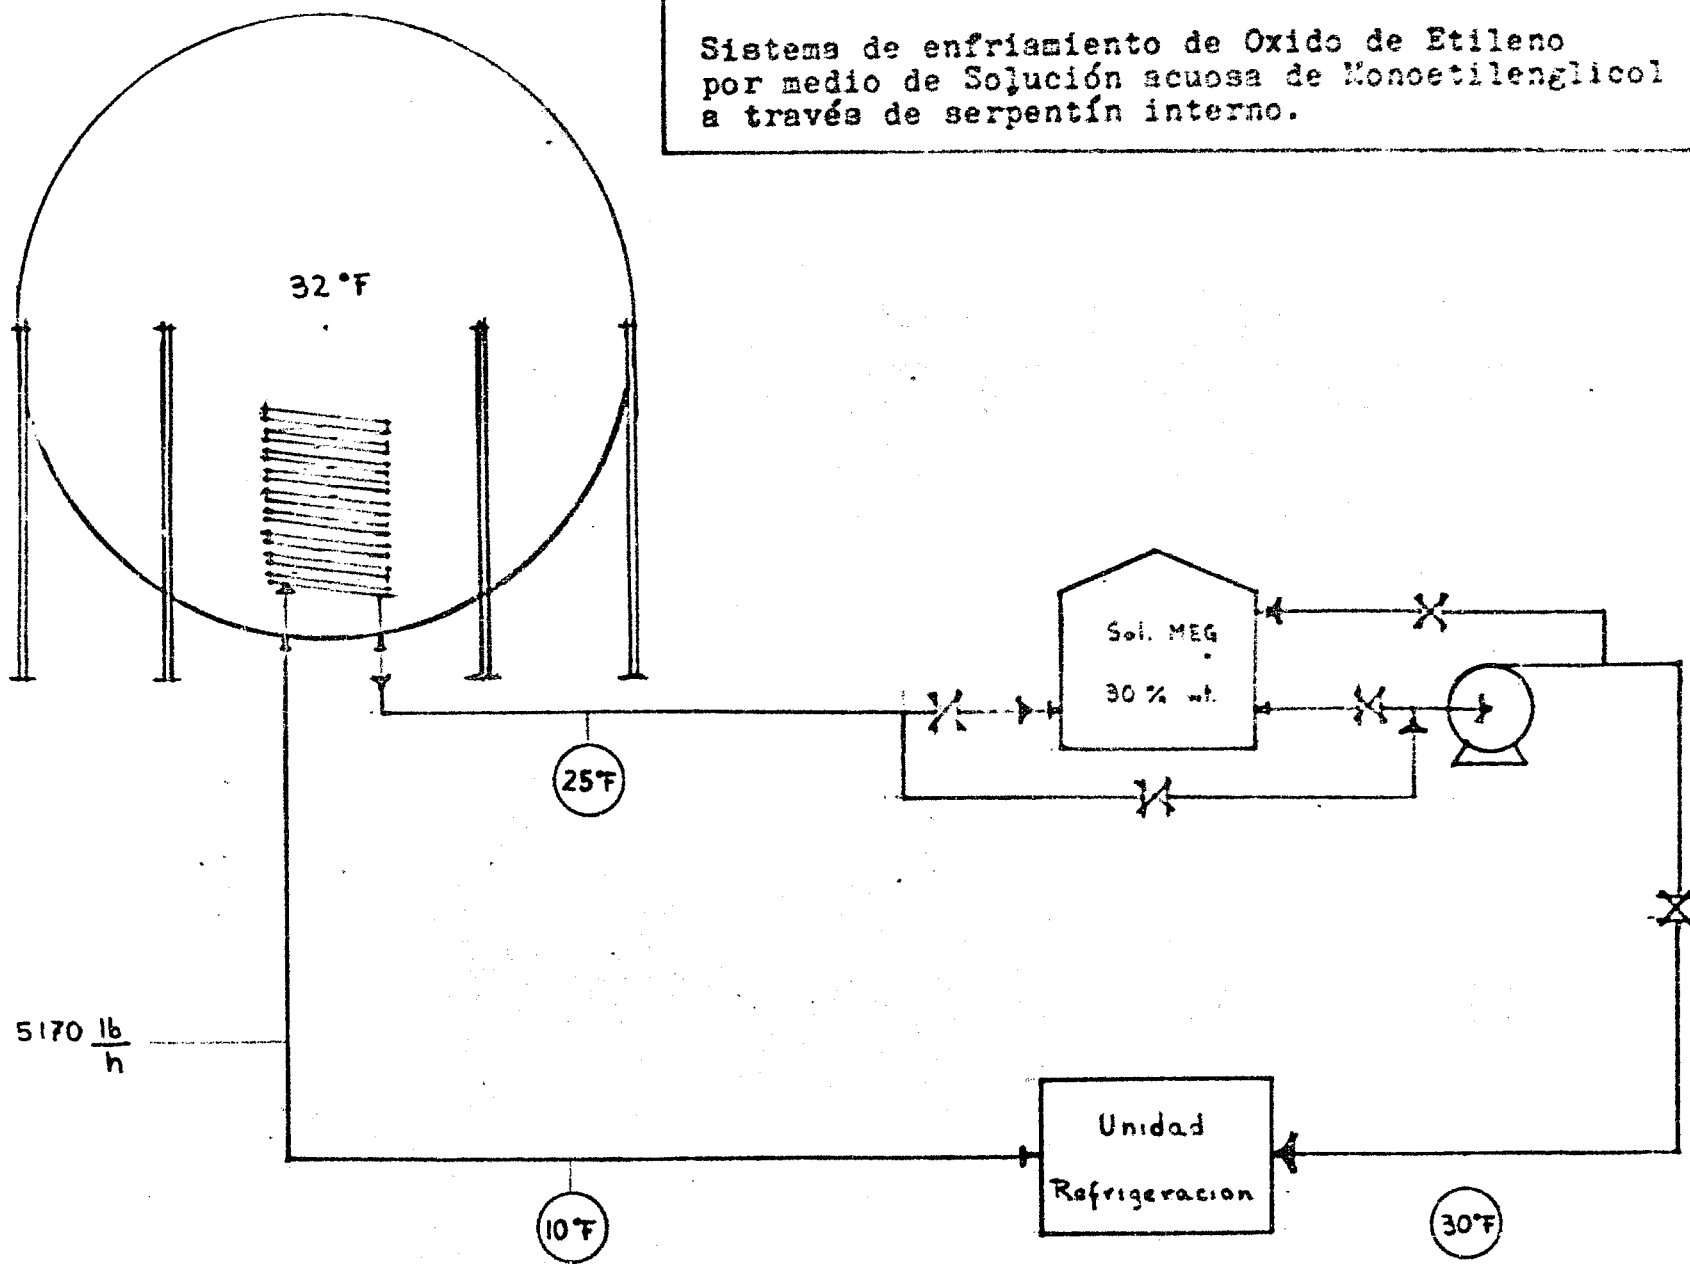 Sistema de enfriamiento de Oxido de Etileno
por medio de Solución acuosa de Monoetilenglicol
a través de serpentín interno.
32 °F
Sol. MEG
30 % wt.
25°F
5170 lb
h
Unidad
Refrigeracion
10°F
30°F